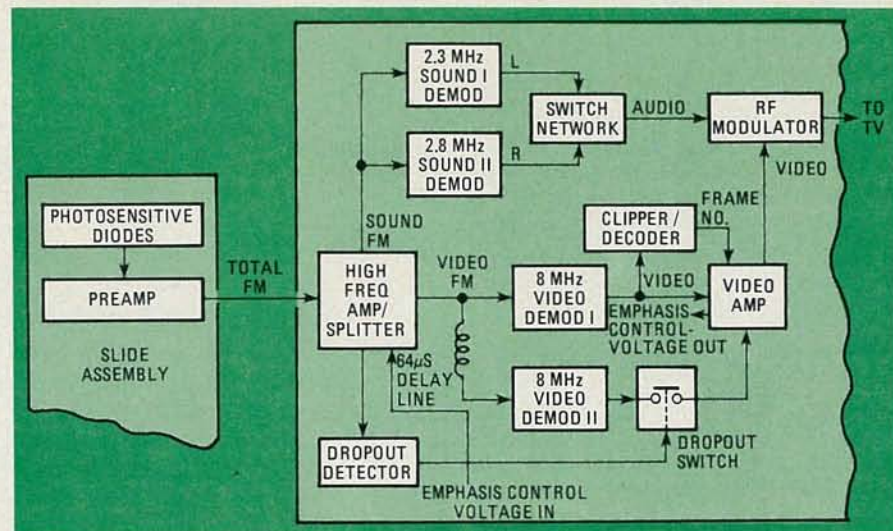 2.3 MHz
SOUND I
DEMOD
L
2.8 MHz
SOUND II
DEMOD
R
SWITCH
NETWORK
AUDIO
RF
MODULATOR
TO
TV
VIDEO
PHOTOSENSITIVE
DIODES
PREAMP
SLIDE
ASSEMBLY
TOTAL
FM
SOUND
FM
HIGH
FREQ
AMP/
SPLITTER
VIDEO
FM
CLIPPER /
DECODER
FRAME
NO.
8 MHz
VIDEO
DEMOD I
VIDEO
EMPHASIS
CONTROL-
VOLTAGE OUT
VIDEO
AMP
64μS
DELAY
LINE
8 MHz
VIDEO
DEMOD II
DROPOUT
SWITCH
DROPOUT
DETECTOR
EMPHASIS CONTROL
VOLTAGE IN